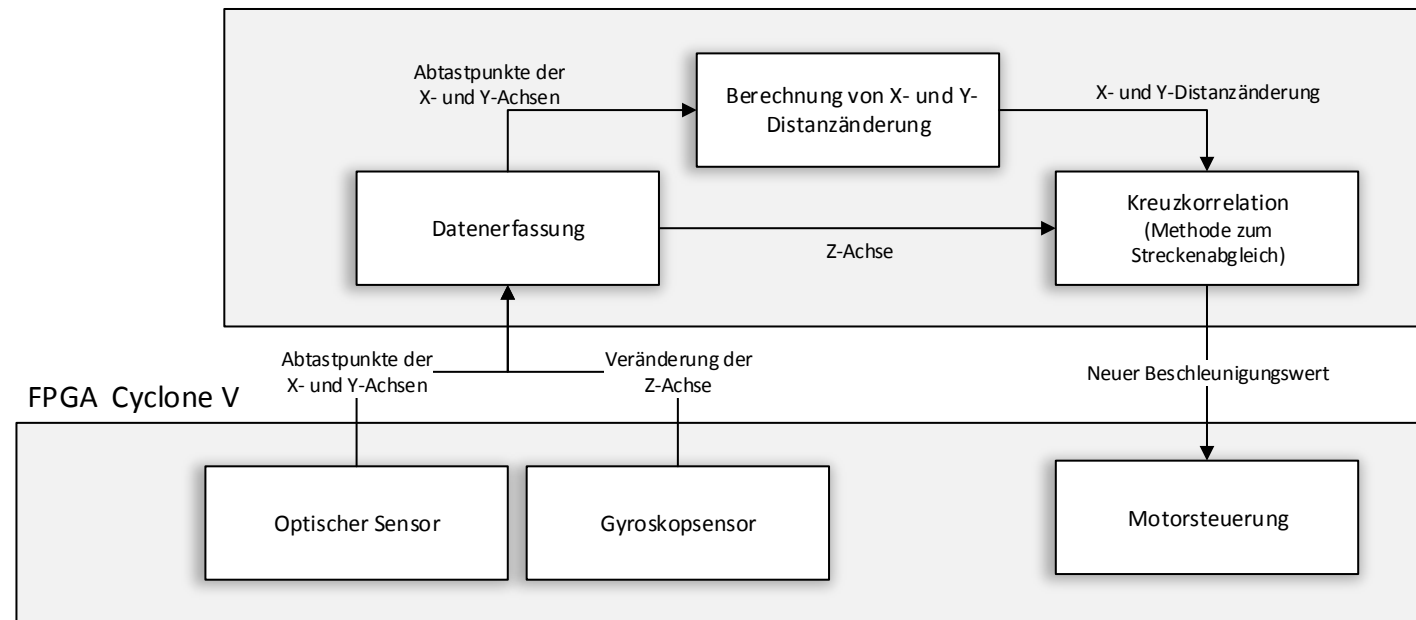 Abtastpunkte der
X- und Y-Achsen
Berechnung von X- und Y-
Distanzänderung
X- und Y-Distanzänderung
Datenerfassung
Z-Achse
Kreuzkorrelation
(Methode zum
Streckenabgleich)
Abtastpunkte der
X- und Y-Achsen
Veränderung der
Z-Achse
Neuer Beschleunigungswert
FPGA Cyclone V
Optischer Sensor
Gyroskopsensor
Motorsteuerung